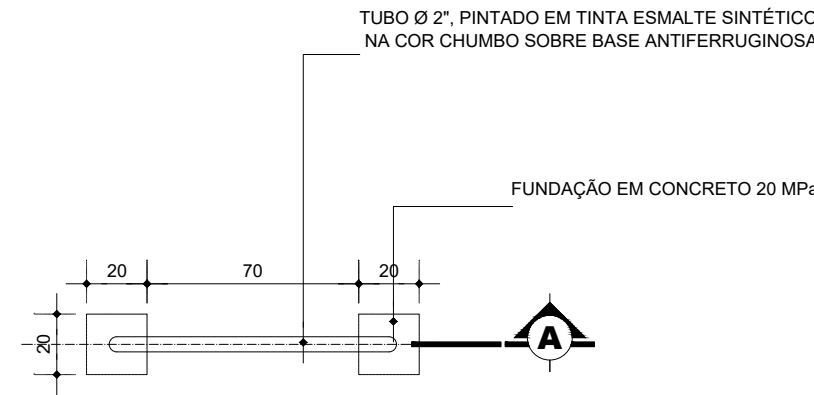 TUBO Ø 2", PINTADO EM TINTA ESMALTE SINTÉTICO
NA COR CHUMBO SOBRE BASE ANTIFERRUGINOSA
FUNDAÇÃO EM CONCRETO 20 MPa
20 70 20
20
A